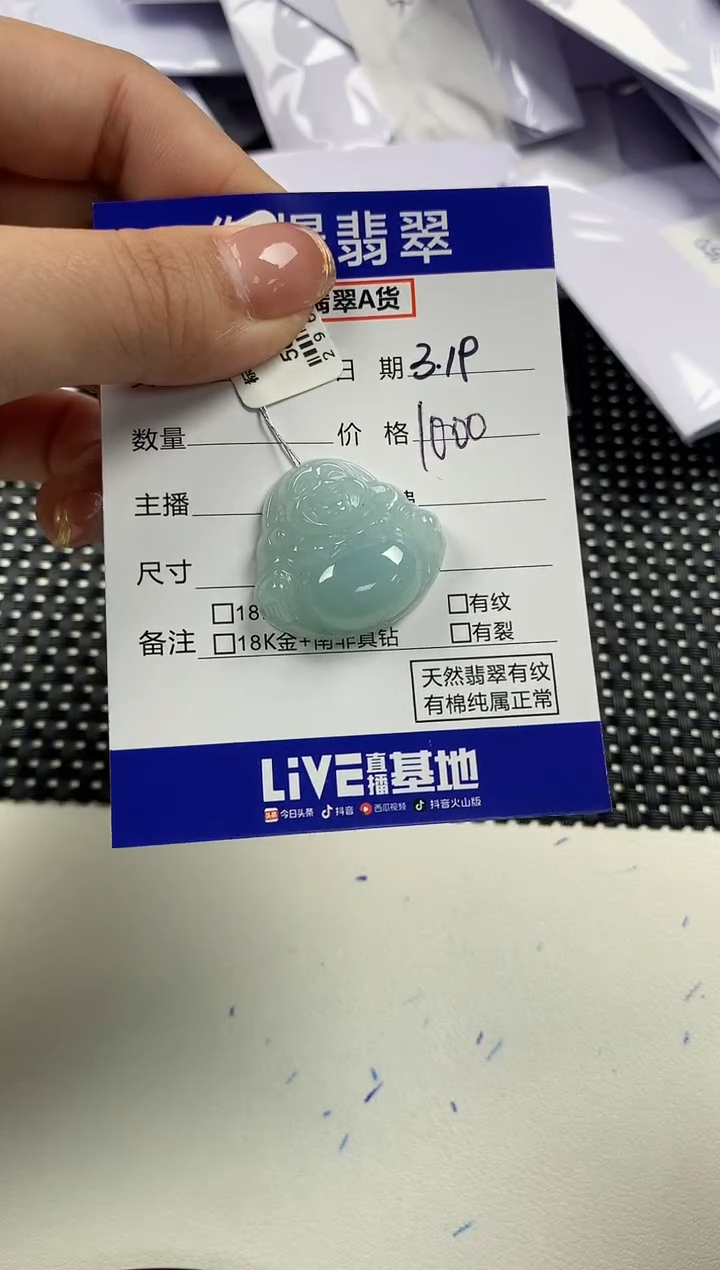 翡翠
翡翠A货
日 期 3.19
数量 价 格 1000
主播
尺寸
□18 □有纹
备注 □18K金+南非真钻 □有裂
天然翡翠有纹
有棉纯属正常
LiVE直播基地
今日头条 抖音 西瓜视频 抖音火山版